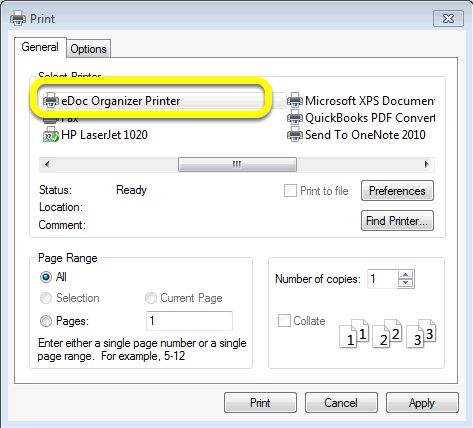 Print
General
Options
Select Printer
eDoc Organizer Printer
Fax
HP LaserJet 1020
Microsoft XPS Document
QuickBooks PDF Convert
Send To OneNote 2010
Status: Ready
Location:
Comment:
Print to file
Preferences
Find Printer...
Page Range
All
Selection
Current Page
Pages: 1
Enter either a single page number or a single
page range. For example, 5-12
Number of copies: 1
Collate
1 1 2 2 3 3
Print
Cancel
Apply